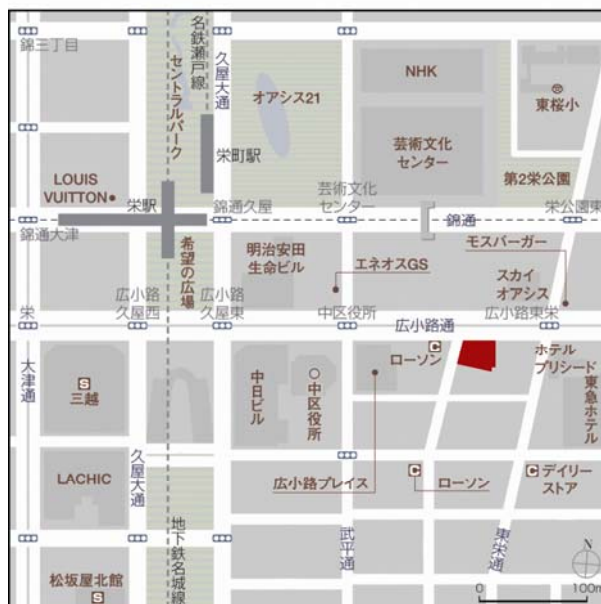 錦三丁目
名鉄瀬戸線
セントラルパーク
久屋大通
オアシス21
NHK
東桜小
栄町駅
芸術文化
センター
LOUIS
VUITTON
第2栄公園
芸術文化
センター
栄駅
錦通久屋
錦通
栄公園東
錦通大津
希望の広場
明治安田
生命ビル
エネオスGS
モスバーガー
スカイ
オアシス
栄
広小路
久屋西
広小路
久屋東
中区役所
広小路通
広小路東栄
大津通
S
三越
中日ビル
中区役所
C
ローソン
ホテル
プリシード
東急ホテル
LACHIC
久屋大通
広小路プレイス
C
ローソン
C
デイリー
ストア
地下鉄名城線
武平通
東栄通
松坂屋北館
S
N
0
100m